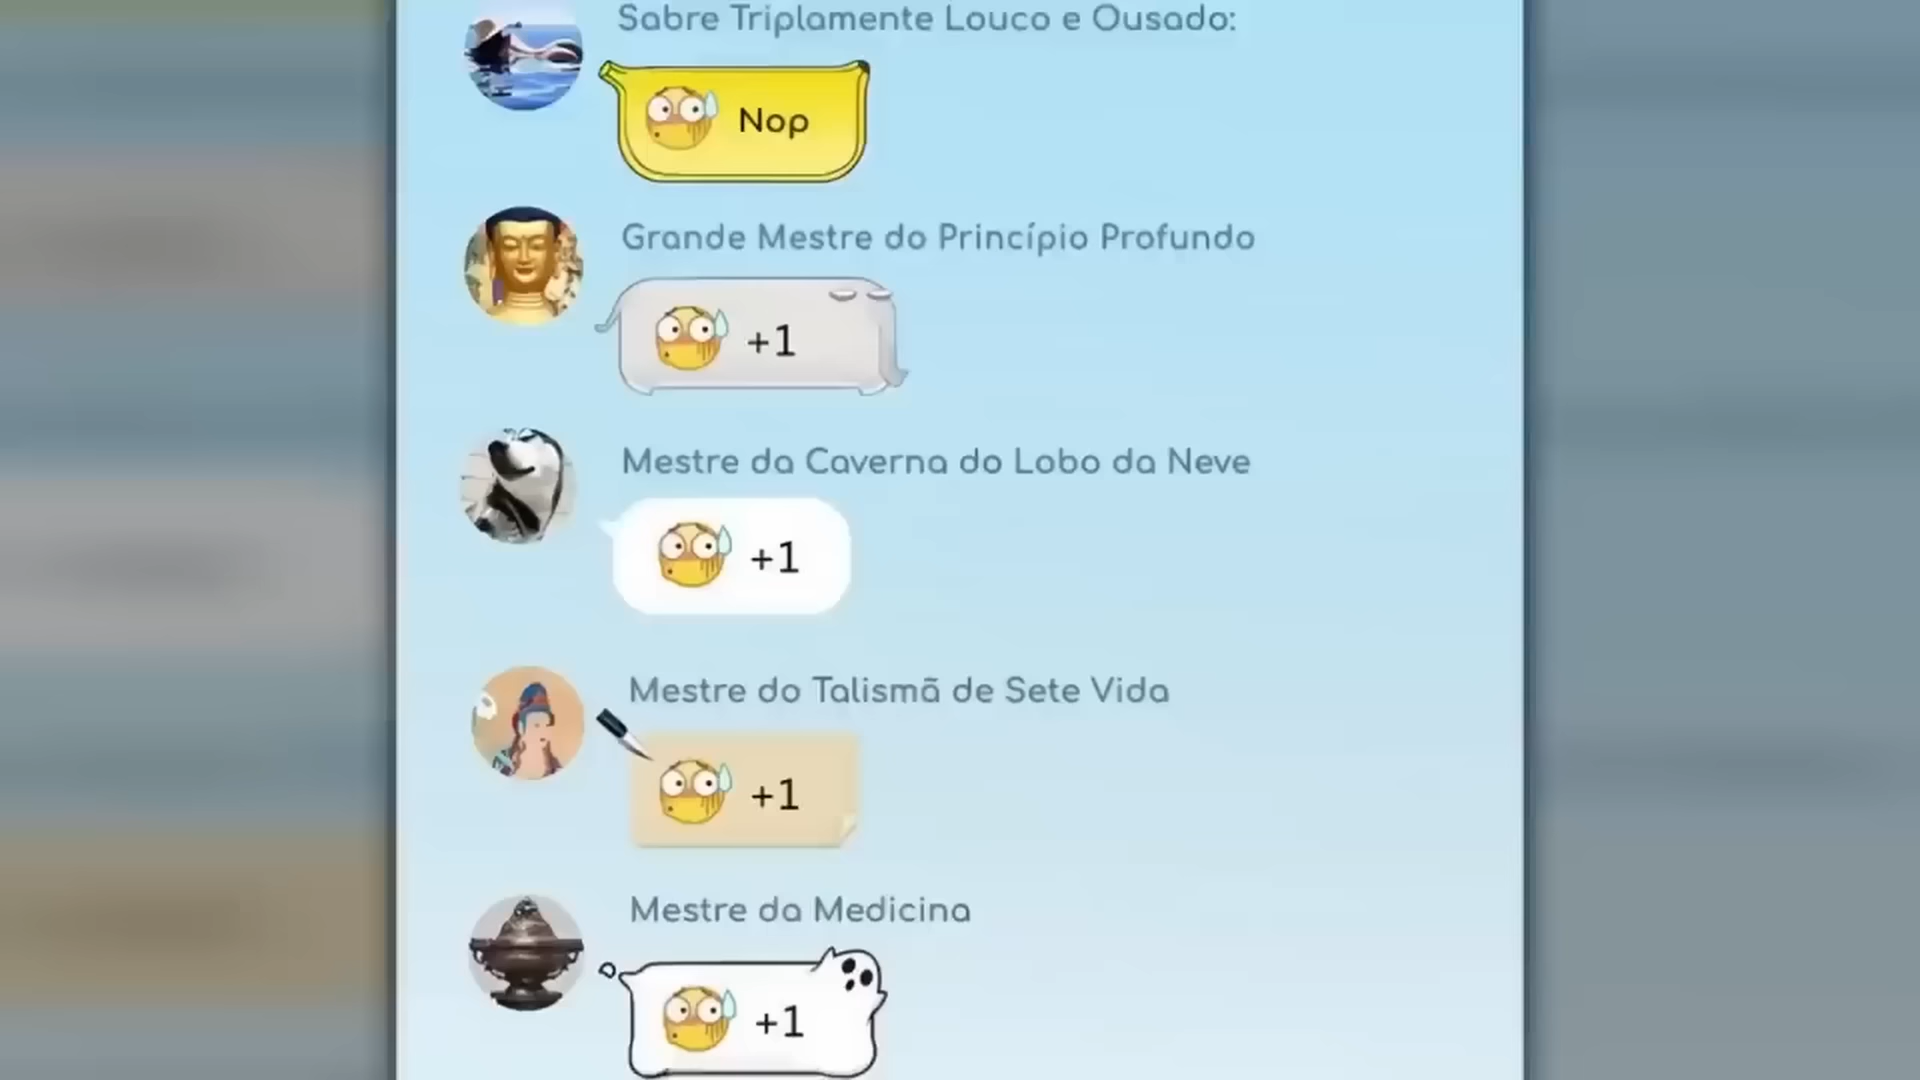 Sabre Triplamente Louco e Ousado:
Nop
Grande Mestre do Princípio Profundo
+1
Mestre da Caverna do Lobo da Neve
+1
Mestre do Talismã de Sete Vida
+1
Mestre da Medicina
+1